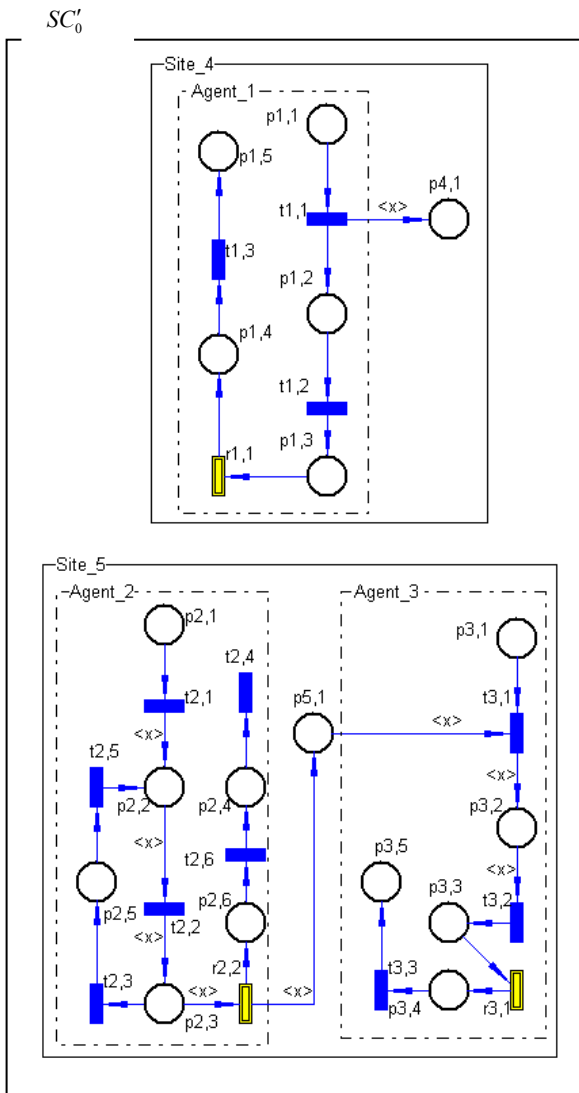 SC′₀
Site_4
Agent_1
p1,1
p1,5
p4,1
<x>
t1,1
t1,3
p1,2
p1,4
t1,2
p1,3
r1,1
Site_5
Agent_2
Agent_3
p2,1
p3,1
t2,4
t2,1
p5,1
t3,1
<x>
<x>
t2,5
<x>
p2,2
p2,4
p3,2
<x>
p3,5
t2,6
<x>
p3,3
p2,5
t2,2
p2,6
t3,2
<x>
r2,2
t2,3
t3,3
<x>
<x>
p2,3
p3,4
r3,1